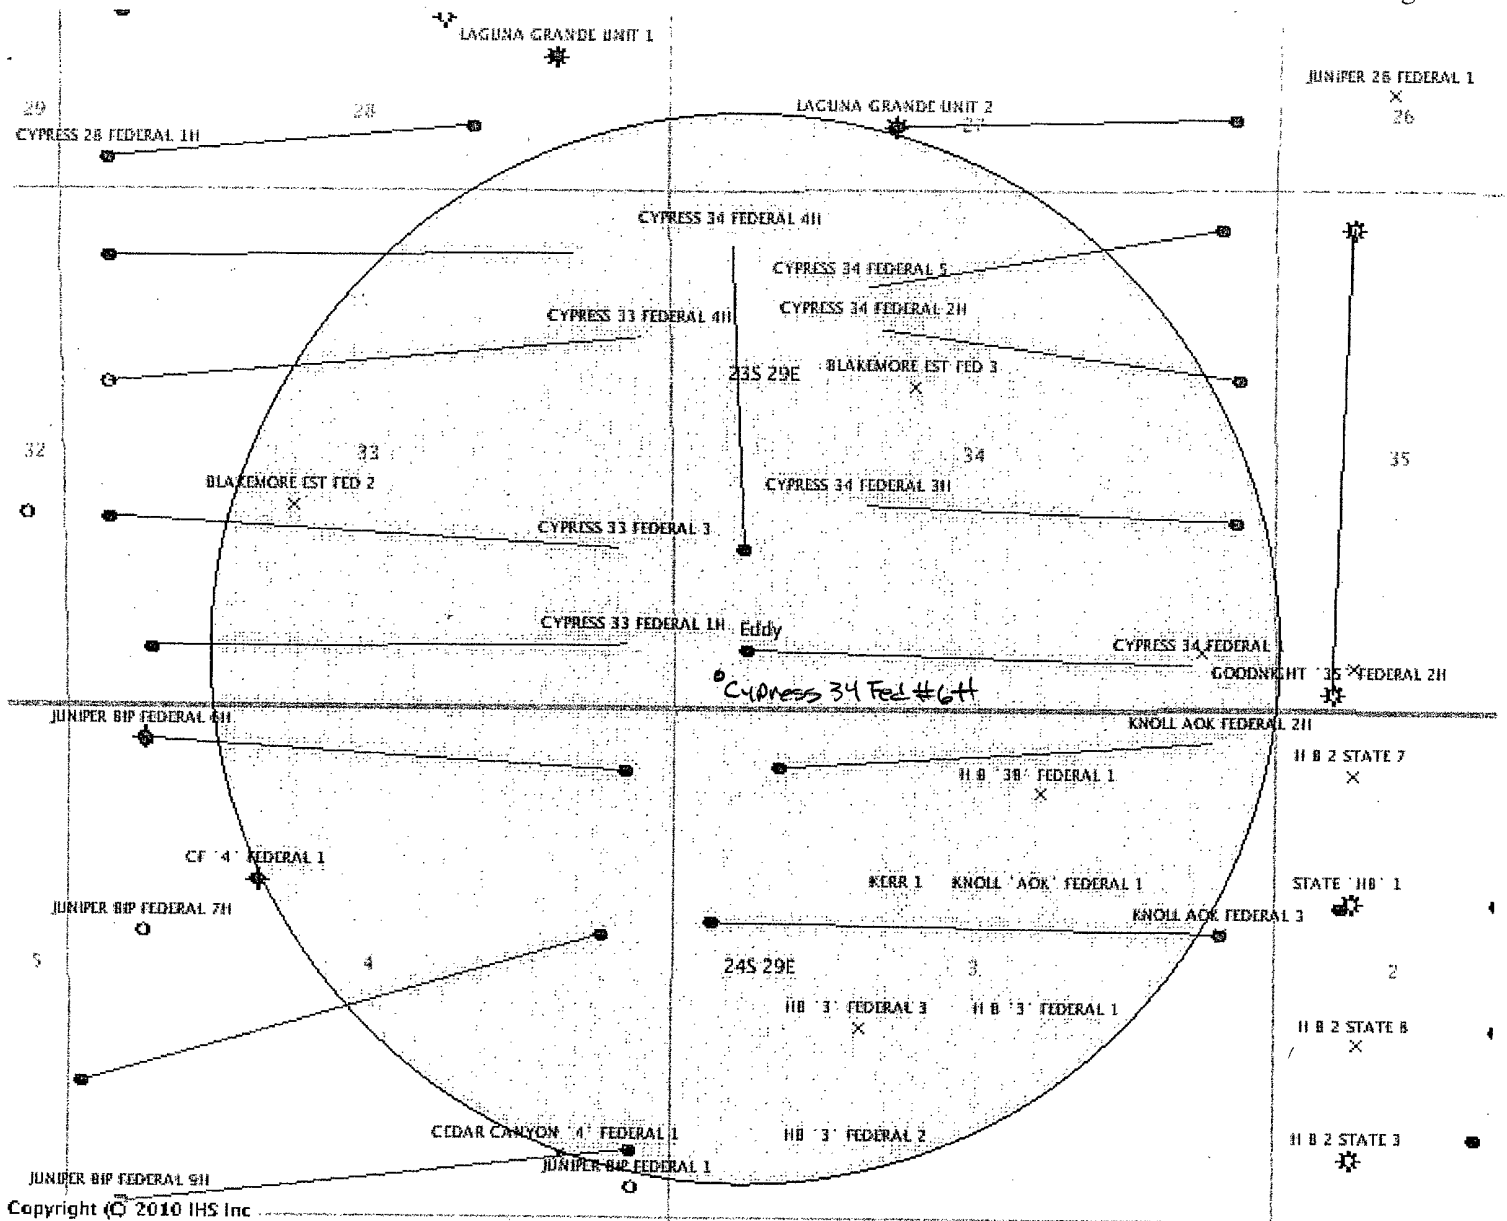 LAGUNA GRANDE UNIT 1
JUNIPER 26 FEDERAL 1
29
28
LAGUNA GRANDE UNIT 2
27
26
CYPRESS 28 FEDERAL 1H
CYPRESS 34 FEDERAL 4H
CYPRESS 34 FEDERAL 5
CYPRESS 33 FEDERAL 4H
CYPRESS 34 FEDERAL 2H
23S 29E
BLAKEMORE EST FED 3
32
33
34
35
BLAKEMORE EST FED 2
CYPRESS 34 FEDERAL 3H
CYPRESS 33 FEDERAL 3
CYPRESS 33 FEDERAL 1H
Eddy
CYPRESS 34 FEDERAL 1
GOODNIGHT '35' FEDERAL 2H
Cypress 34 Fed #6H
JUNIPER BIP FEDERAL 6H
KNOLL AOK FEDERAL 2H
H B 2 STATE 7
H B '3B' FEDERAL 1
CF '4' FEDERAL 1
KERR 1
KNOLL 'AOK' FEDERAL 1
STATE 'HB' 1
JUNIPER BIP FEDERAL 7H
KNOLL AOK FEDERAL 3
5
4
24S 29E
3
2
HB '3' FEDERAL 3
H B '3' FEDERAL 1
H B 2 STATE 8
CEDAR CANYON '4' FEDERAL 1
HB '3' FEDERAL 2
H B 2 STATE 3
JUNIPER BIP FEDERAL 1
JUNIPER BIP FEDERAL 9H
Copyright (C) 2010 IHS Inc